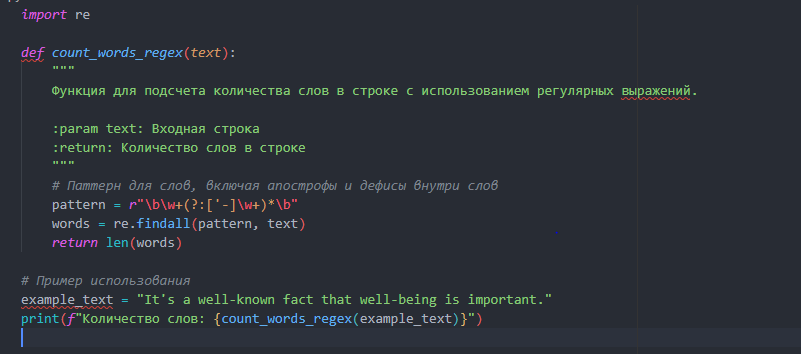 import re
def count_words_regex(text):
"""
Функция для подсчета количества слов в строке с использованием регулярных выражений.
:param text: Входная строка
:return: Количество слов в строке
"""
# Паттерн для слов, включая апострофы и дефисы внутри слов
pattern = r"\b\w+(?:['-]\w+)*\b"
words = re.findall(pattern, text)
return len(words)
# Пример использования
example_text = "It's a well-known fact that well-being is important."
print(f"Количество слов: {count_words_regex(example_text)}")